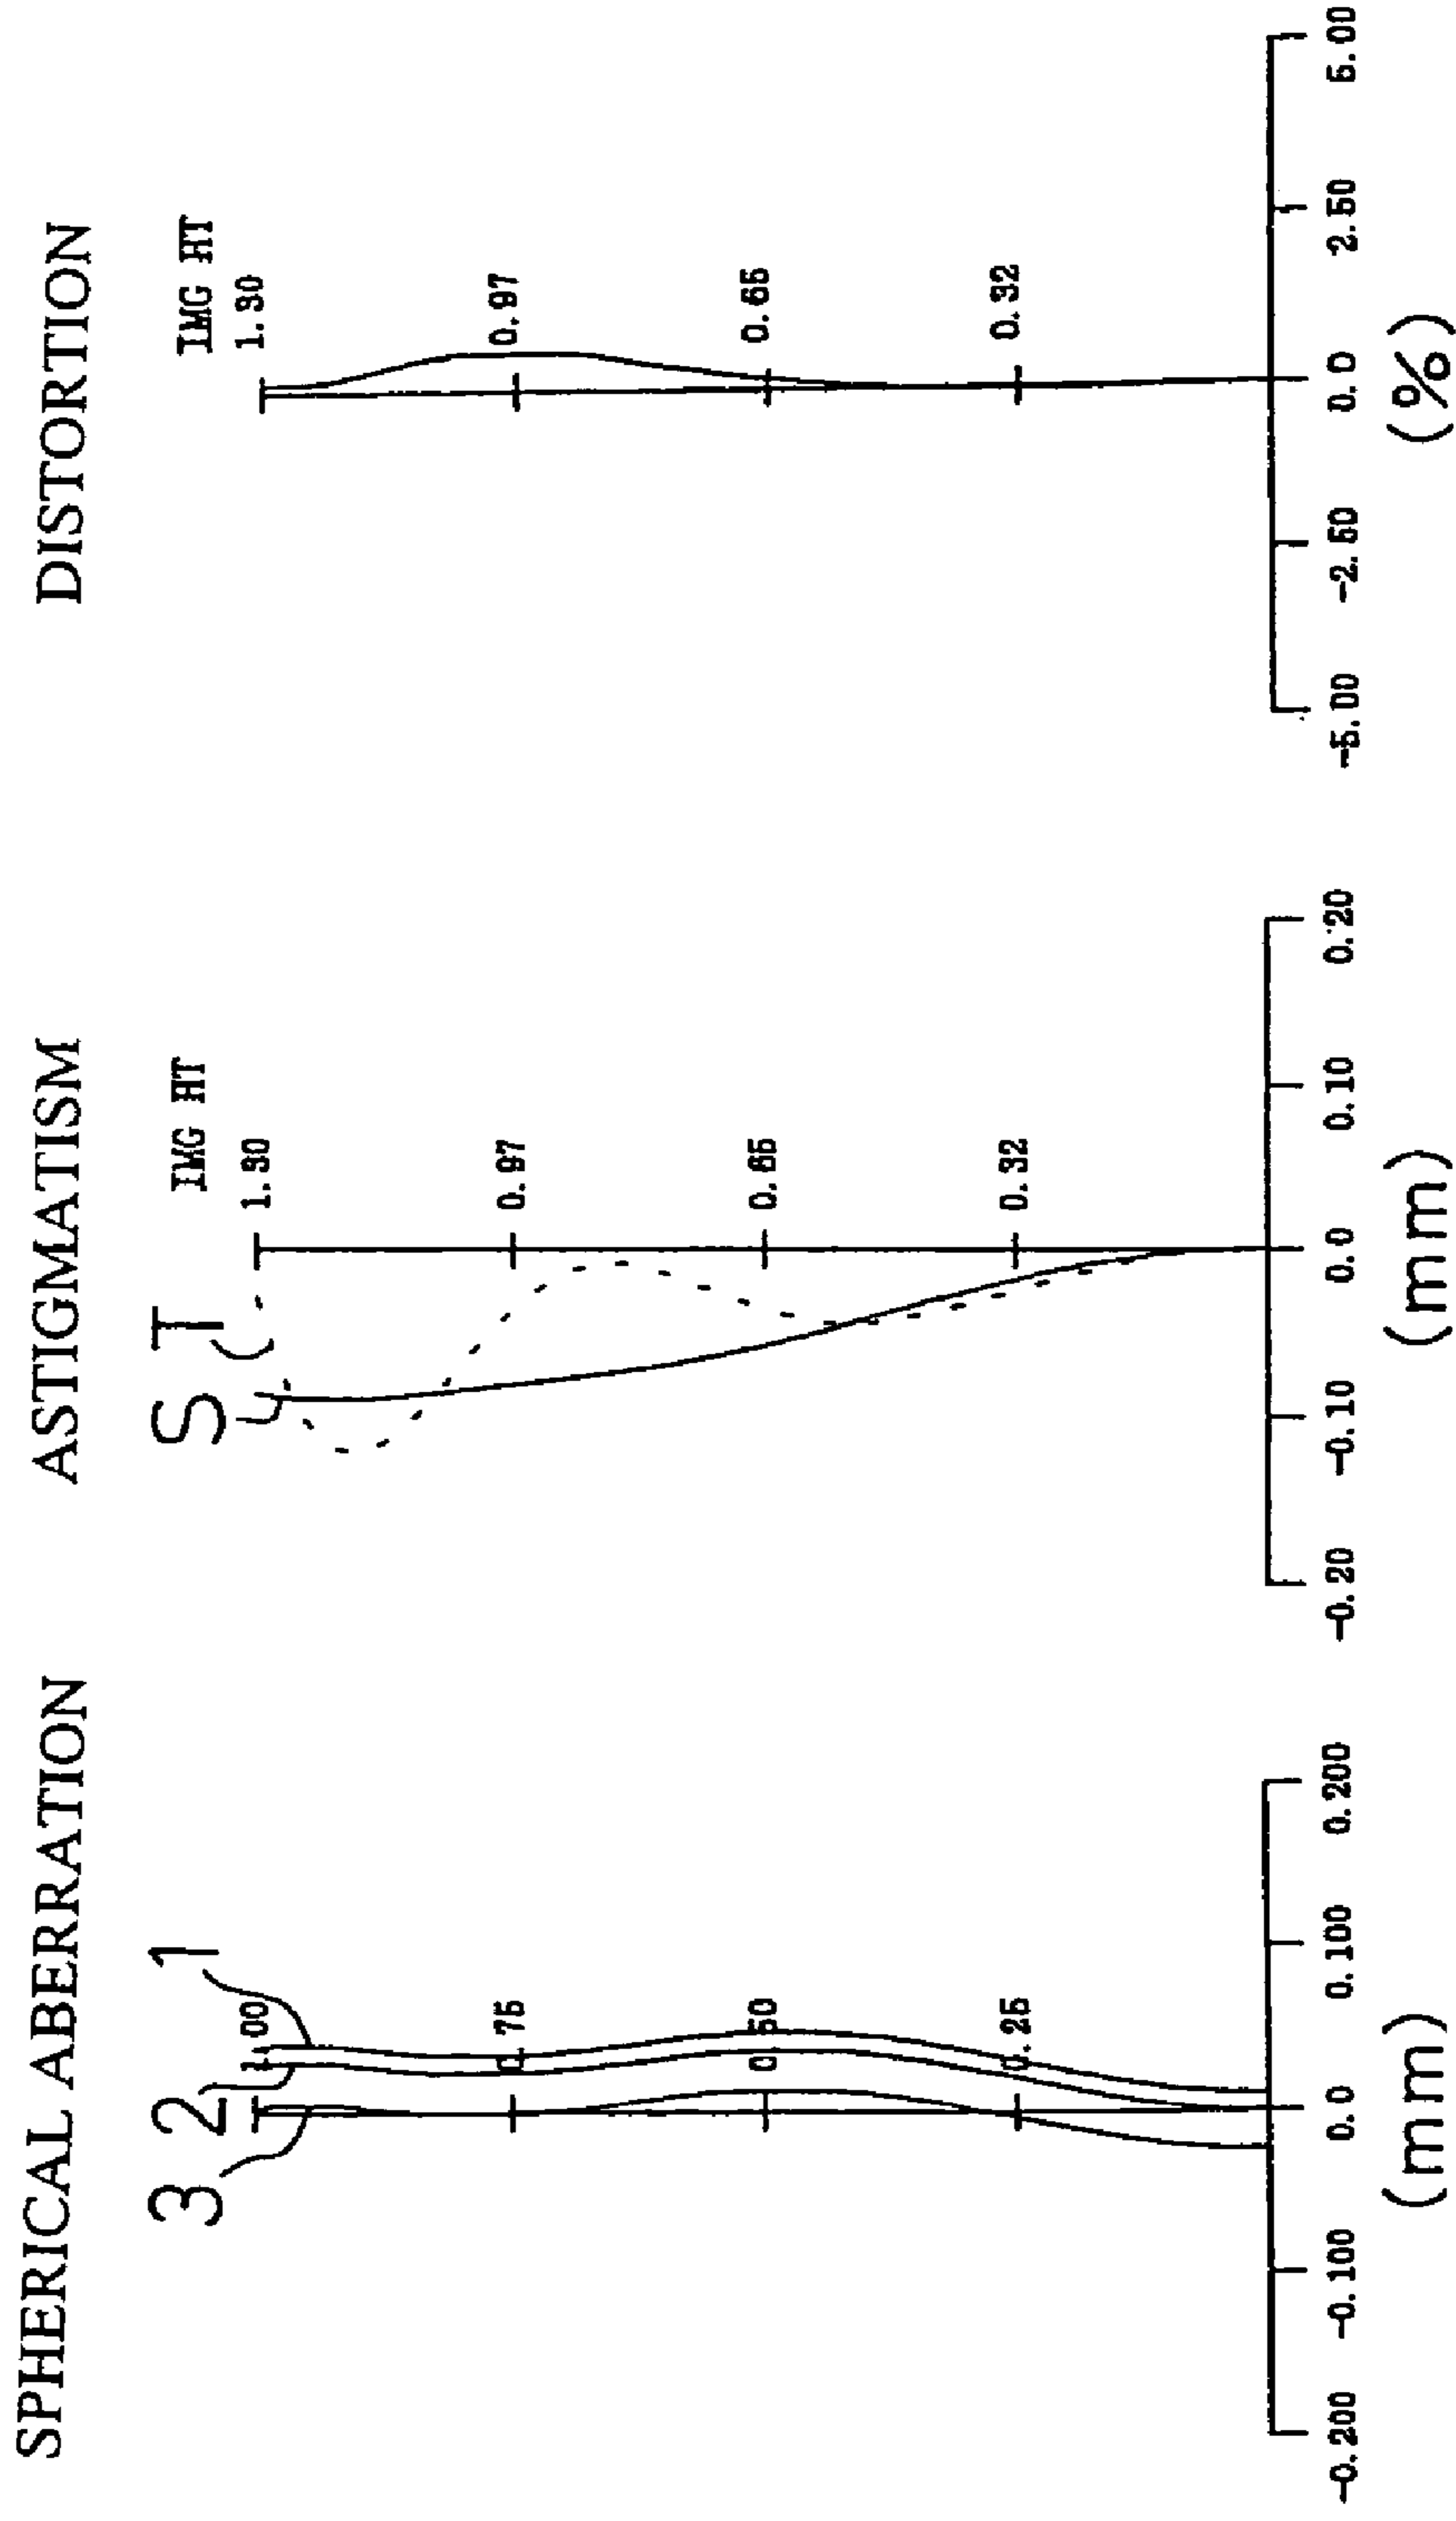 SPHERICAL ABERRATION
3 2 1
1.00
0.75
0.50
0.25
-0.200 -0.100 0.0 0.100 0.200
(mm)
ASTIGMATISM
S T
IMG HT
1.30
0.97
0.65
0.32
-0.20 -0.10 0.0 0.10 0.20
(mm)
DISTORTION
IMG HT
1.30
0.97
0.65
0.32
-5.00 -2.50 0.0 2.50 5.00
(%)